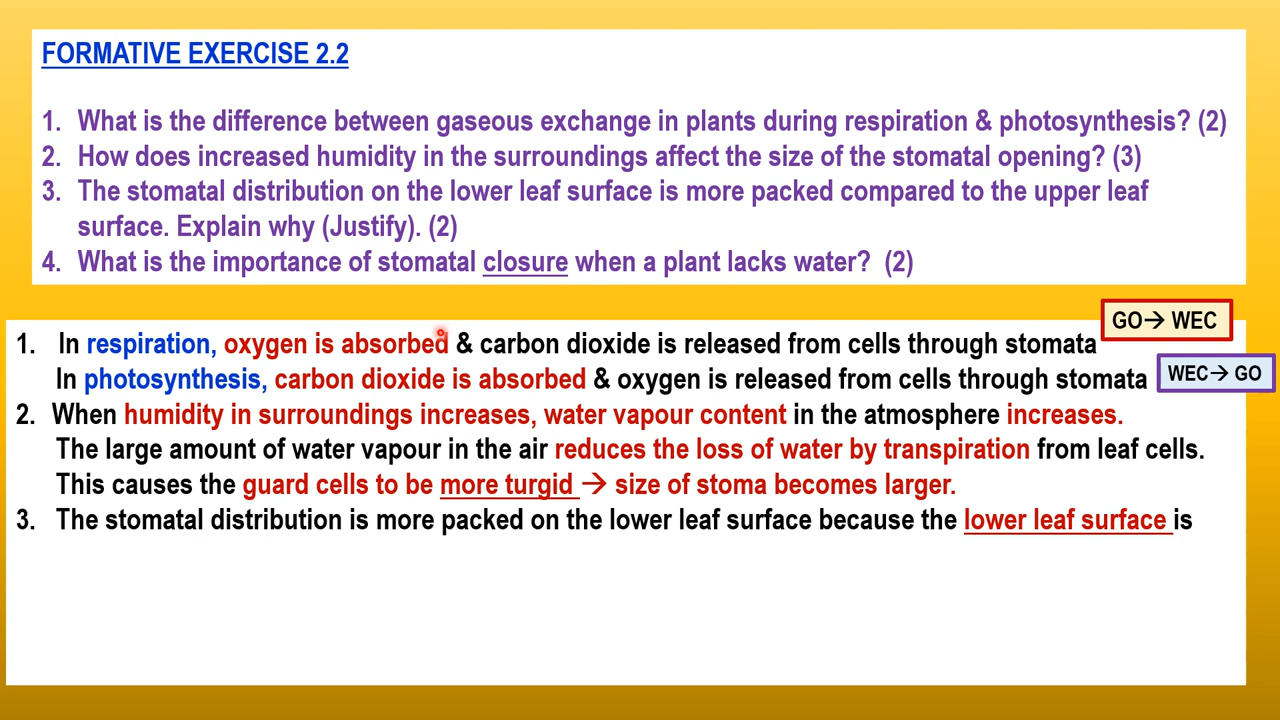 FORMATIVE EXERCISE 2.2
1. What is the difference between gaseous exchange in plants during respiration & photosynthesis? (2)
2. How does increased humidity in the surroundings affect the size of the stomatal opening? (3)
3. The stomatal distribution on the lower leaf surface is more packed compared to the upper leaf
surface. Explain why (Justify). (2)
4. What is the importance of stomatal closure when a plant lacks water? (2)
GO→ WEC
1. In respiration, oxygen is absorbed & carbon dioxide is released from cells through stomata
In photosynthesis, carbon dioxide is absorbed & oxygen is released from cells through stomata
WEC→ GO
2. When humidity in surroundings increases, water vapour content in the atmosphere increases.
The large amount of water vapour in the air reduces the loss of water by transpiration from leaf cells.
This causes the guard cells to be more turgid → size of stoma becomes larger.
3. The stomatal distribution is more packed on the lower leaf surface because the lower leaf surface is